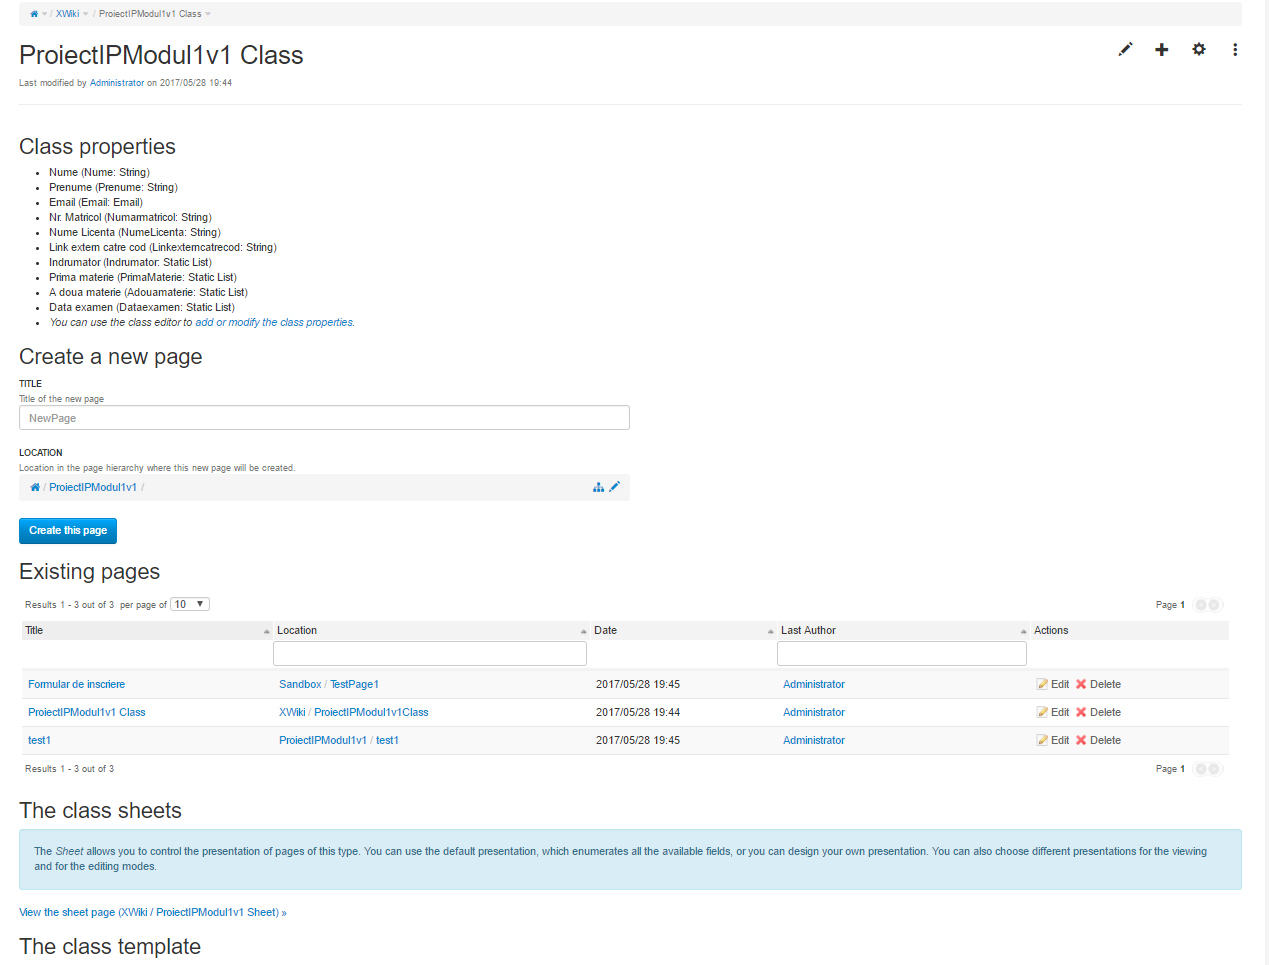 / XWiki / ProiectIPModul1v1 Class
ProiectIPModul1v1 Class
Last modified by Administrator on 2017/05/28 19:44
Class properties
Nume (Nume: String)
Prenume (Prenume: String)
Email (Email: Email)
Nr. Matricol (Numarmatricol: String)
Nume Licenta (NumeLicenta: String)
Link extern catre cod (Linkexterncatrecod: String)
Indrumator (Indrumator: Static List)
Prima materie (PrimaMaterie: Static List)
A doua materie (Adouamaterie: Static List)
Data examen (Dataexamen: Static List)
You can use the class editor to add or modify the class properties.
Create a new page
TITLE
Title of the new page
NewPage
LOCATION
Location in the page hierarchy where this new page will be created.
/ ProiectIPModul1v1 /
Create this page
Existing pages
Results 1 - 3 out of 3 per page of 10 Page 1
Title Location Date Last Author Actions
Formular de inscriere Sandbox / TestPage1 2017/05/28 19:45 Administrator Edit Delete
ProiectIPModul1v1 Class XWiki / ProiectIPModul1v1Class 2017/05/28 19:44 Administrator Edit Delete
test1 ProiectIPModul1v1 / test1 2017/05/28 19:45 Administrator Edit Delete
Results 1 - 3 out of 3 Page 1
The class sheets
The Sheet allows you to control the presentation of pages of this type. You can use the default presentation, which enumerates all the available fields, or you can design your own presentation. You can also choose different presentations for the viewing
and for the editing modes.
View the sheet page (XWiki / ProiectIPModul1v1 Sheet) »
The class template